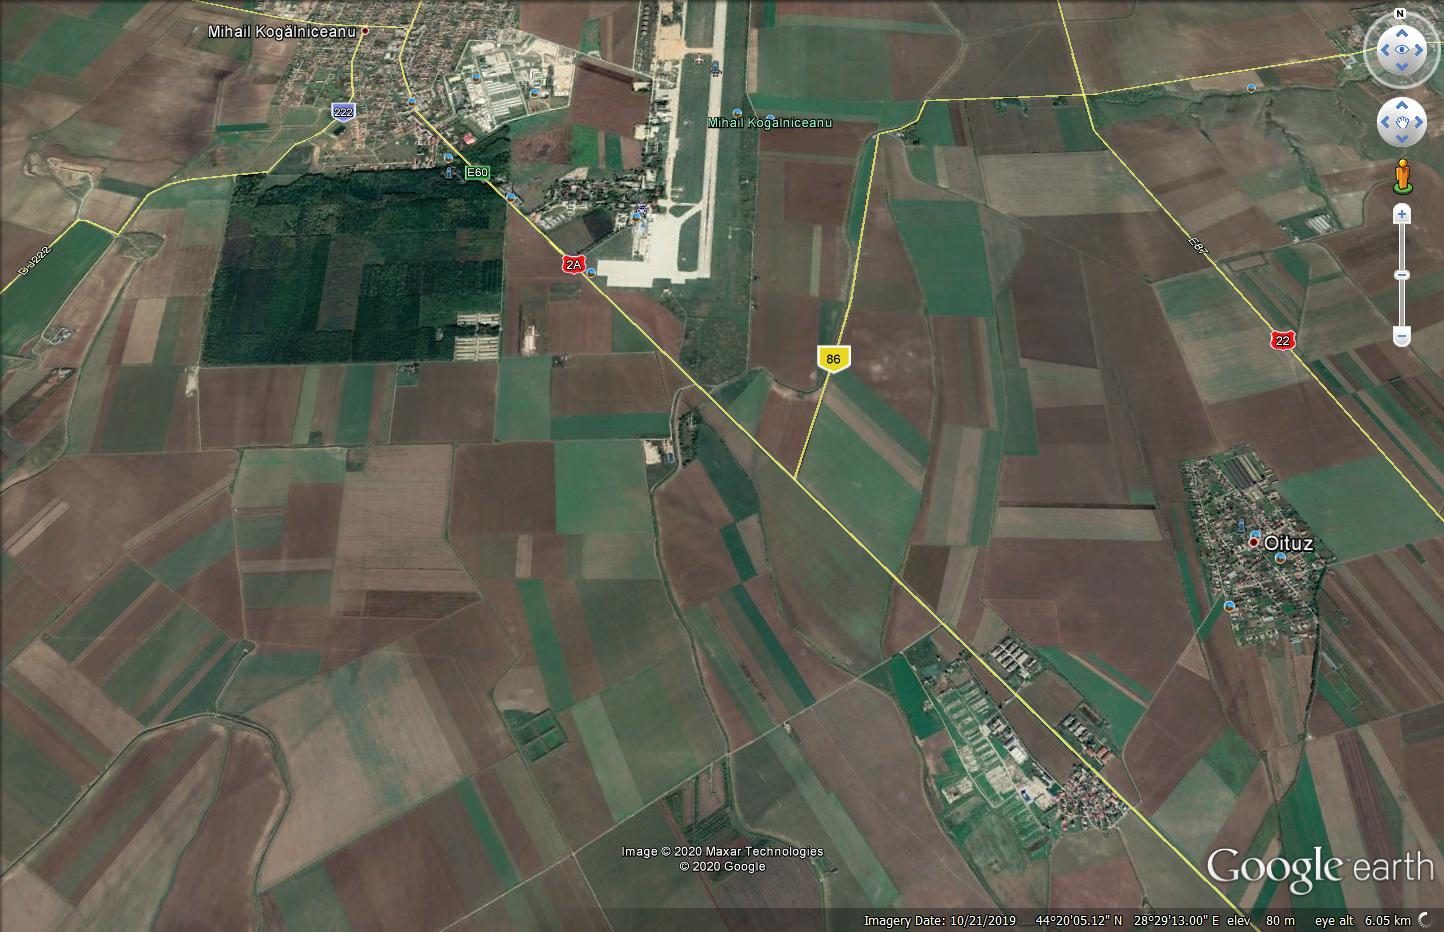 N
Mihail Kogălniceanu
222
Mihail Kogalniceanu
E60
DJ222
2A
E87
22
86
Oituz
Image © 2020 Maxar Technologies
© 2020 Google
Google earth
Imagery Date: 10/21/2019 44°20'05.12" N 28°29'13.00" E elev 80 m eye alt 6.05 km